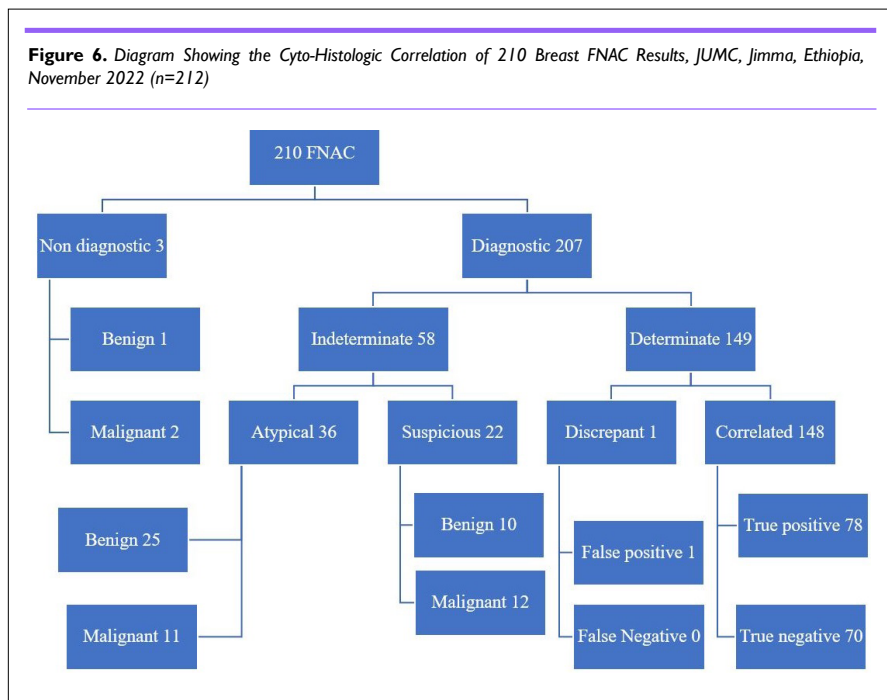 Figure 6. Diagram Showing the Cyto-Histologic Correlation of 210 Breast FNAC Results, JUMC, Jimma, Ethiopia,
November 2022 (n=212)
210 FNAC
Non diagnostic 3
Diagnostic 207
Benign 1
Indeterminate 58
Determinate 149
Malignant 2
Atypical 36
Suspicious 22
Discrepant 1
Correlated 148
Benign 25
Benign 10
False positive 1
True positive 78
Malignant 11
Malignant 12
False Negative 0
True negative 70